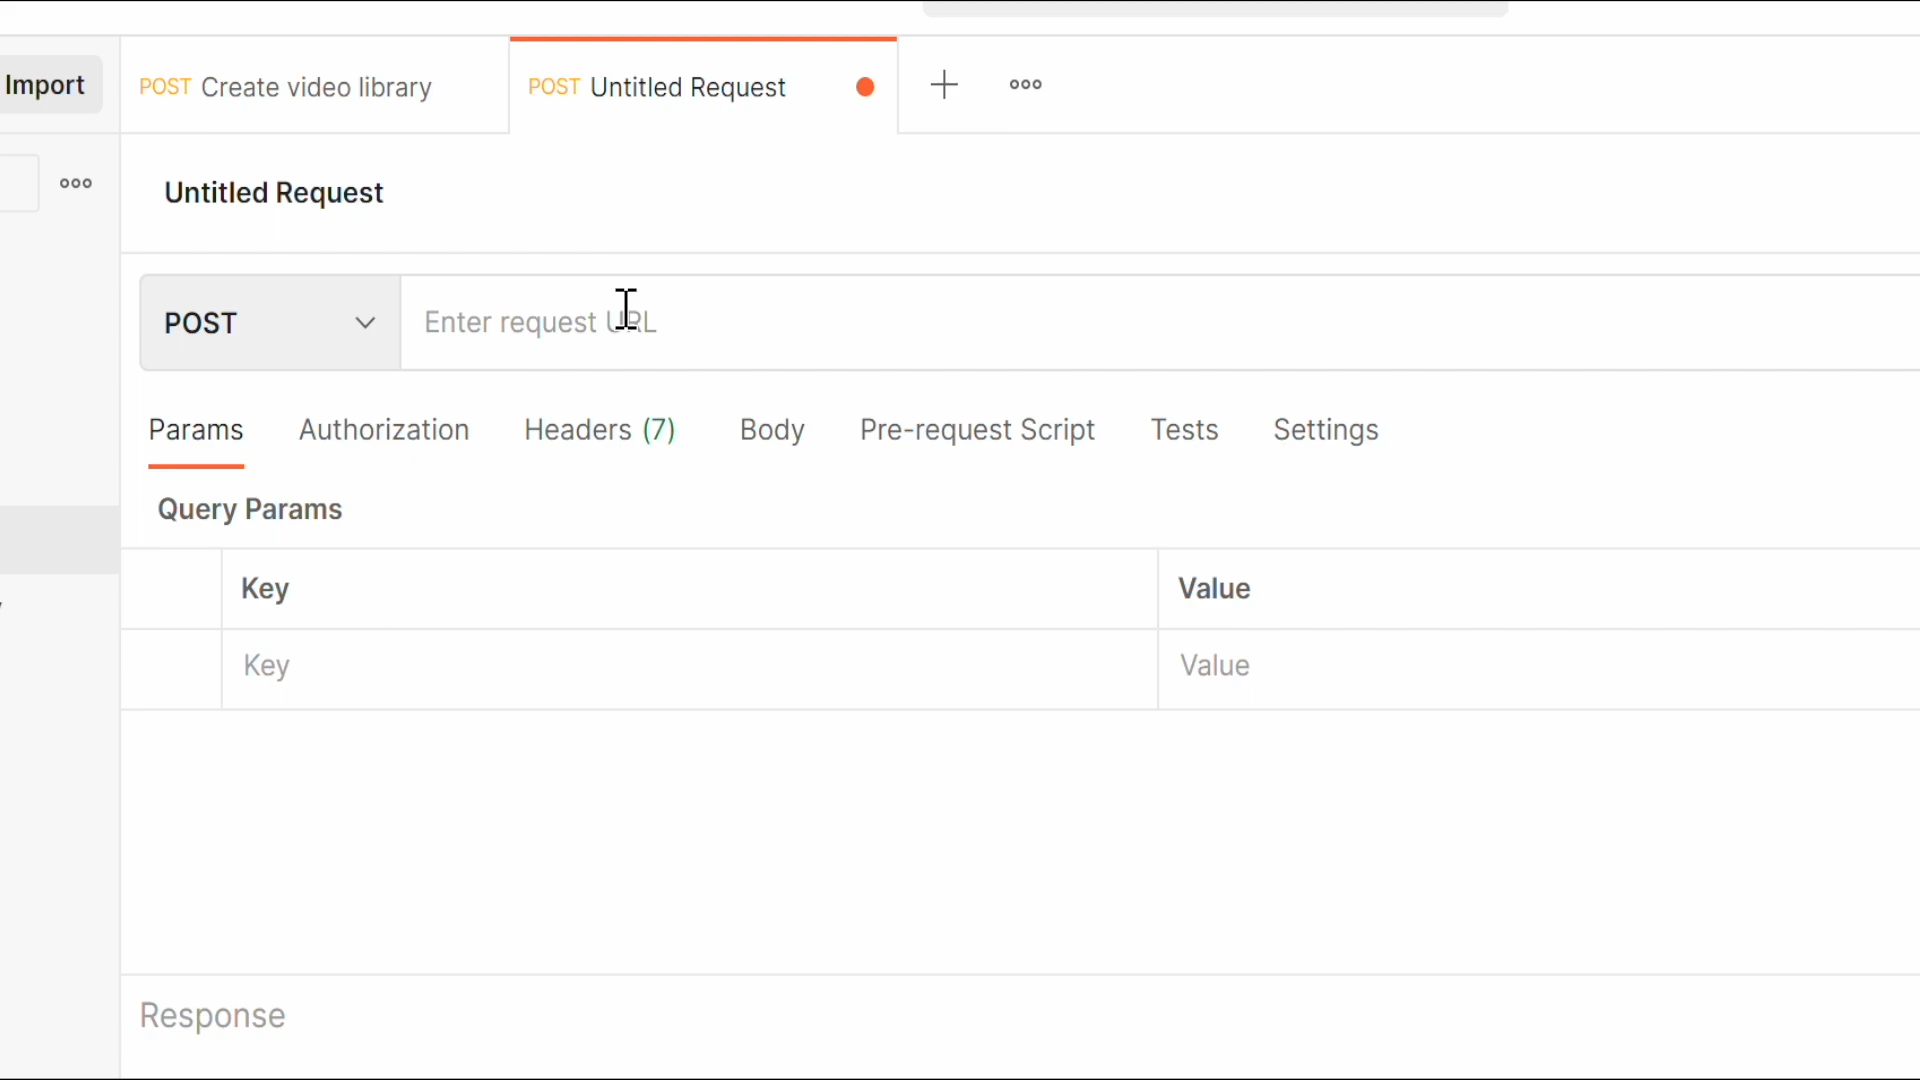 Import
POST Create video library
POST Untitled Request
Untitled Request
POST
Enter request URL
Params Authorization Headers (7) Body Pre-request Script Tests Settings
Query Params
Key Value
Key Value
Response